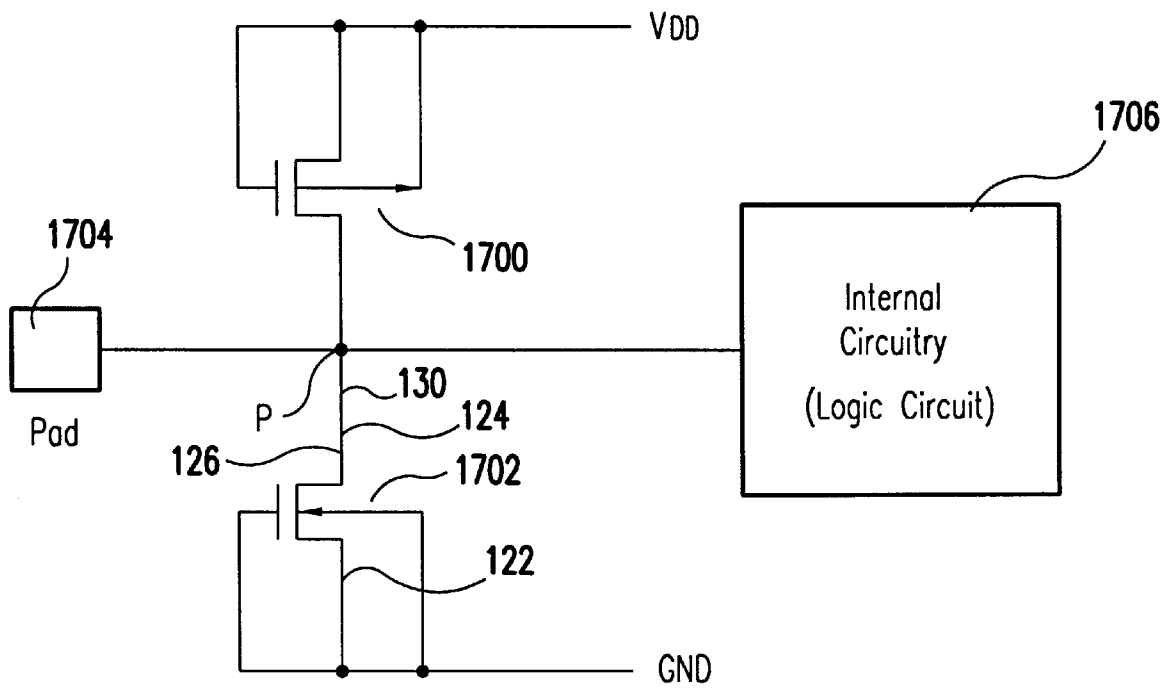 VDD
1706
1704
1700
Internal
Circuitry
(Logic Circuit)
P
130
Pad
124
126
1702
122
GND